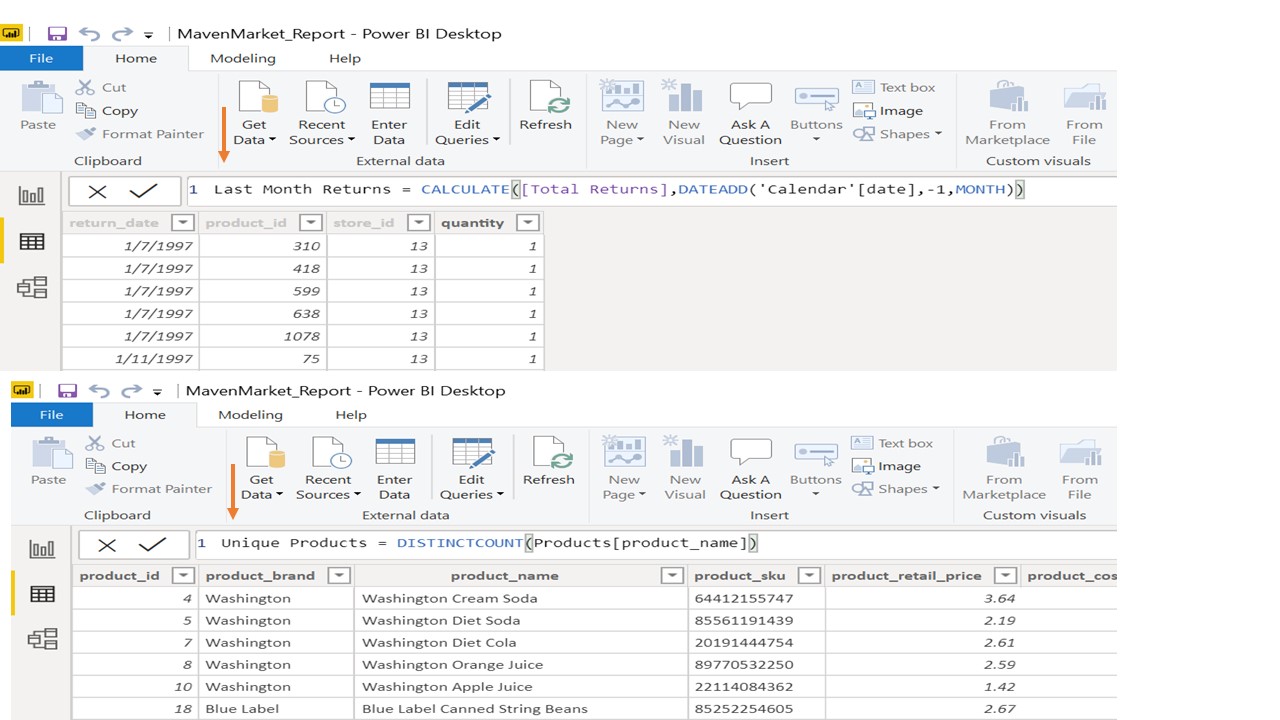 MavenMarket_Report - Power BI Desktop
File Home Modeling Help
Paste
Cut
Copy
Format Painter
Clipboard
Get Data
Recent Sources
Enter Data
Edit Queries
Refresh
External data
New Page
New Visual
Ask A Question
Buttons
Text box
Image
Shapes
Insert
From Marketplace
From File
Custom visuals
1 Last Month Returns = CALCULATE([Total Returns],DATEADD('Calendar'[date],-1,MONTH))
return_date product_id store_id quantity
1/7/1997 310 13 1
1/7/1997 418 13 1
1/7/1997 599 13 1
1/7/1997 638 13 1
1/7/1997 1078 13 1
1/11/1997 75 13 1
MavenMarket_Report - Power BI Desktop
File Home Modeling Help
Paste
Cut
Copy
Format Painter
Clipboard
Get Data
Recent Sources
Enter Data
Edit Queries
Refresh
External data
New Page
New Visual
Ask A Question
Buttons
Text box
Image
Shapes
Insert
From Marketplace
From File
Custom visuals
1 Unique Products = DISTINCTCOUNT(Products[product_name])
product_id product_brand product_name product_sku product_retail_price product_cos
4 Washington Washington Cream Soda 64412155747 3.64
5 Washington Washington Diet Soda 85561191439 2.19
7 Washington Washington Diet Cola 20191444754 2.61
8 Washington Washington Orange Juice 89770532250 2.59
10 Washington Washington Apple Juice 22114084362 1.42
18 Blue Label Blue Label Canned String Beans 85252254605 2.67